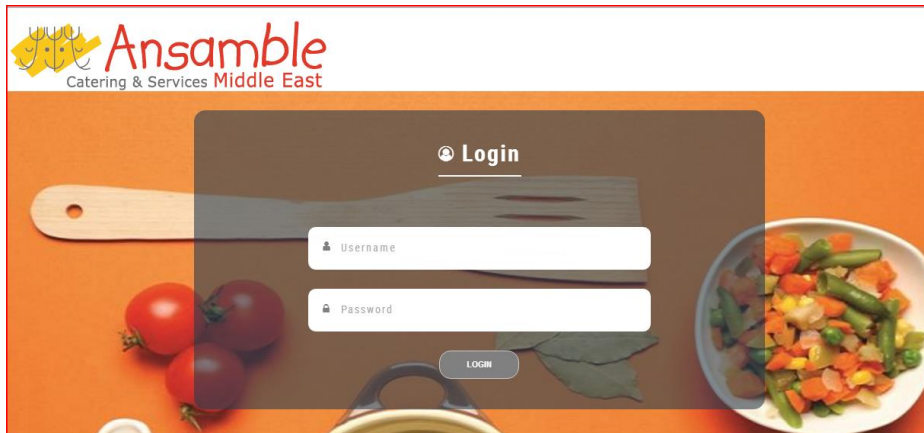 Ansamble
Catering & Services Middle East
Login
Username
Password
LOGIN